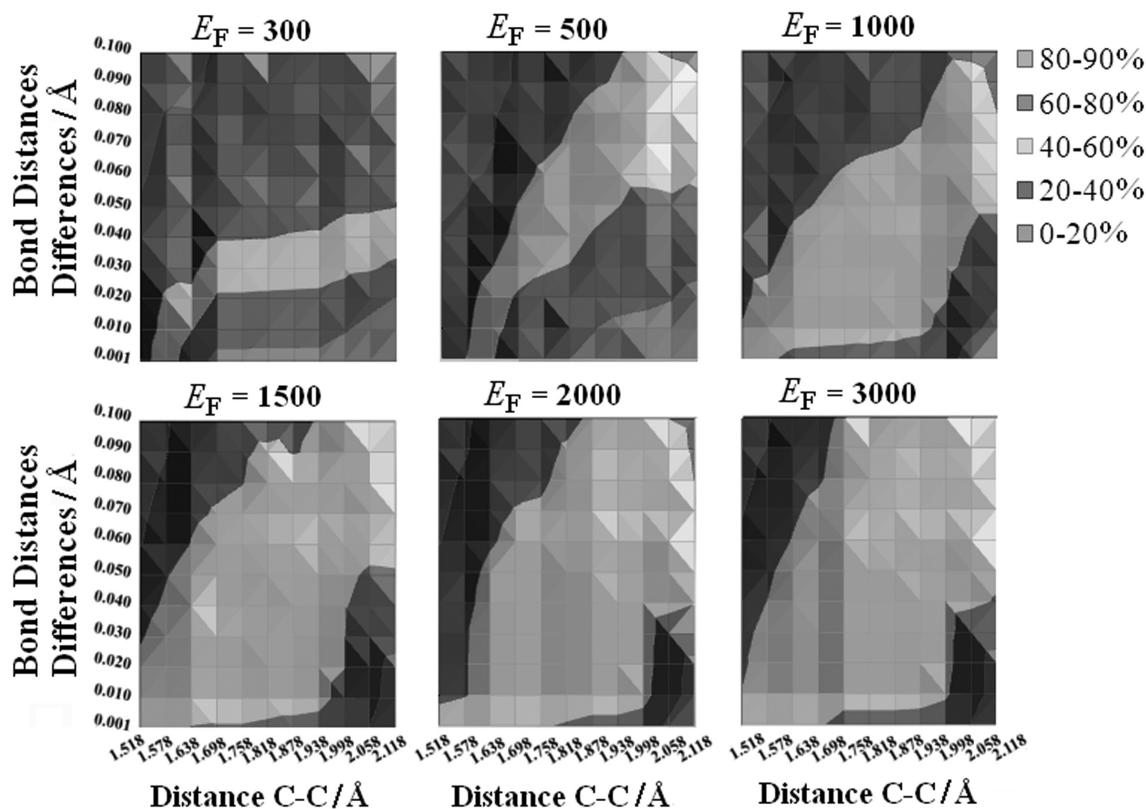 E_F = 300
E_F = 500
E_F = 1000
80-90%
60-80%
40-60%
20-40%
0-20%
Bond Distances
Differences/Å
0.100
0.090
0.080
0.070
0.060
0.050
0.040
0.030
0.020
0.010
0.001
E_F = 1500
E_F = 2000
E_F = 3000
Bond Distances
Differences/Å
0.100
0.090
0.080
0.070
0.060
0.050
0.040
0.030
0.020
0.010
0.001
1.518 1.578 1.638 1.698 1.758 1.818 1.878 1.938 1.998 2.058 2.118
1.518 1.578 1.638 1.698 1.758 1.818 1.878 1.938 1.998 2.058 2.118
1.518 1.578 1.638 1.698 1.758 1.818 1.878 1.938 1.998 2.058 2.118
Distance C-C/Å
Distance C-C/Å
Distance C-C/Å